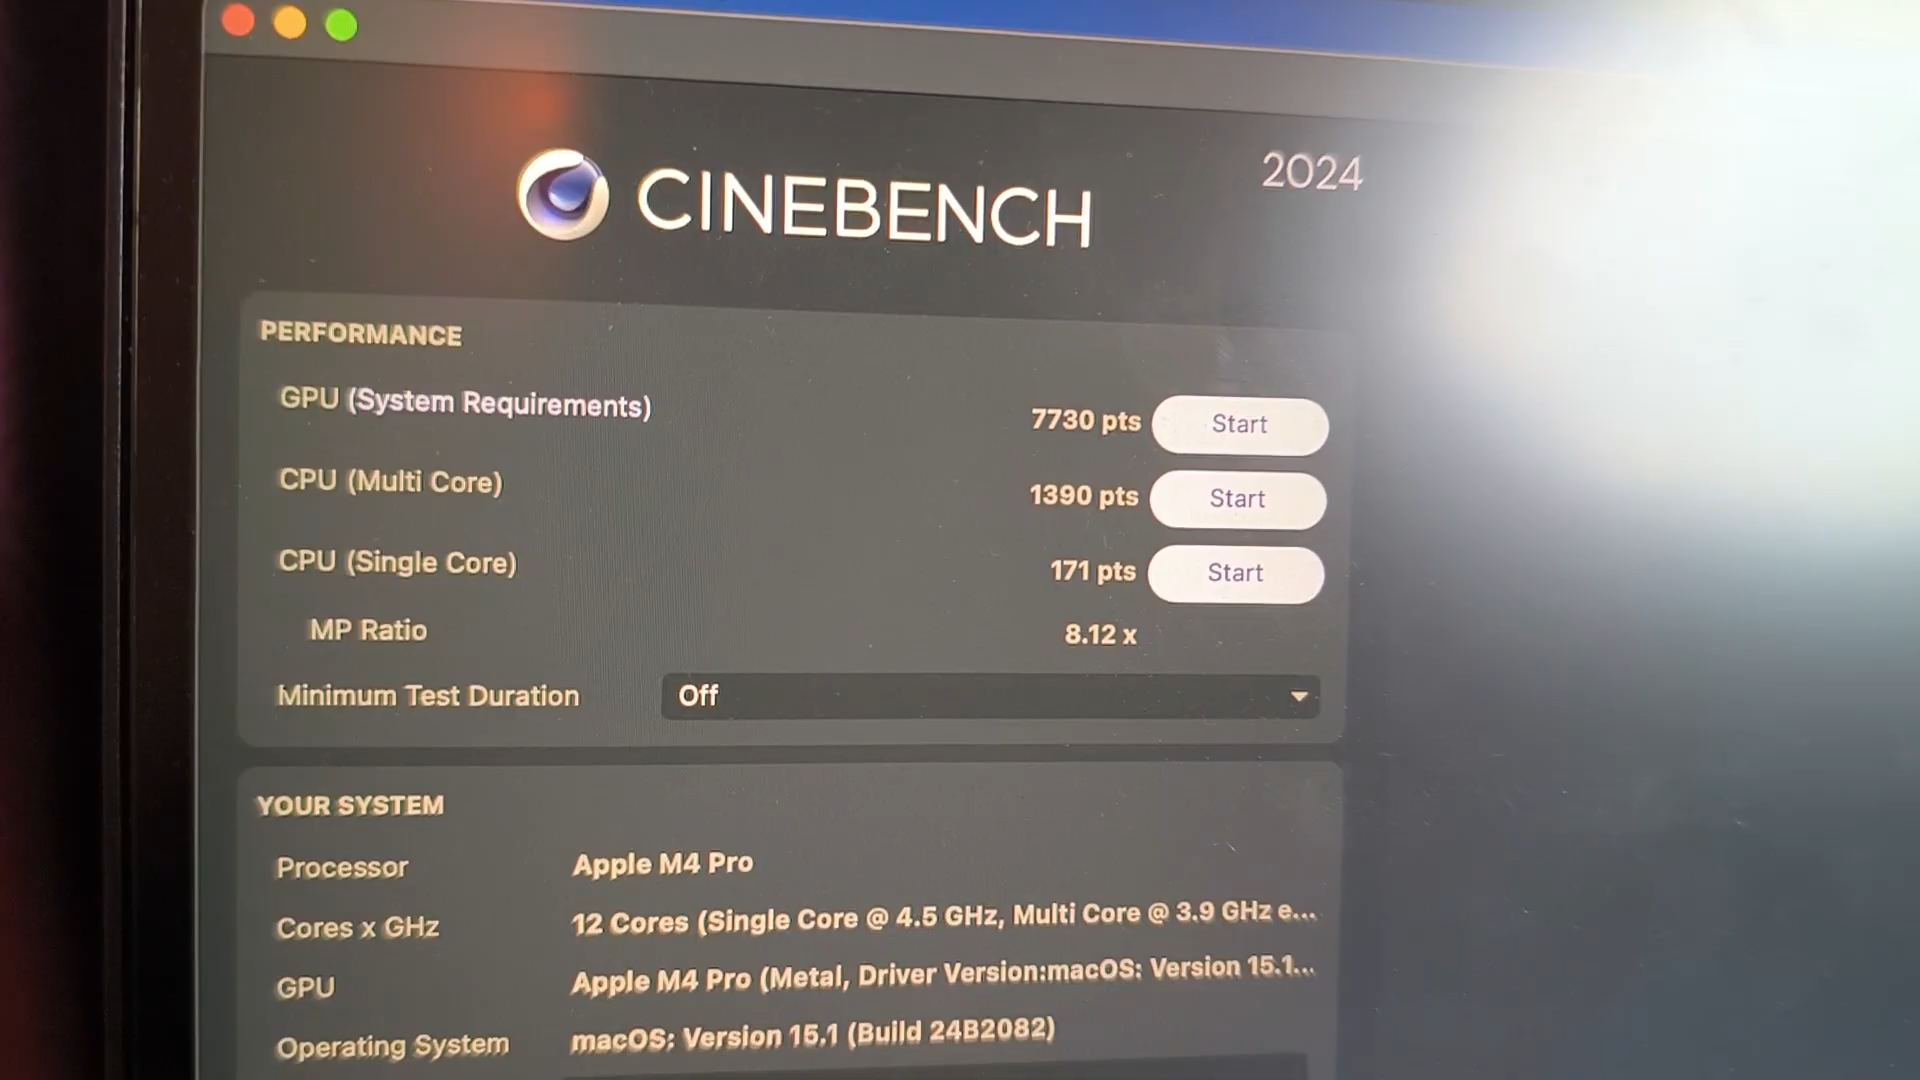 CINEBENCH
2024
PERFORMANCE
GPU (System Requirements) 7730 pts Start
CPU (Multi Core) 1390 pts Start
CPU (Single Core) 171 pts Start
MP Ratio 8.12 x
Minimum Test Duration Off
YOUR SYSTEM
Processor Apple M4 Pro
Cores x GHz 12 Cores (Single Core @ 4.5 GHz, Multi Core @ 3.9 GHz e...
GPU Apple M4 Pro (Metal, Driver Version:macOS: Version 15.1...
Operating System macOS: Version 15.1 (Build 24B2082)